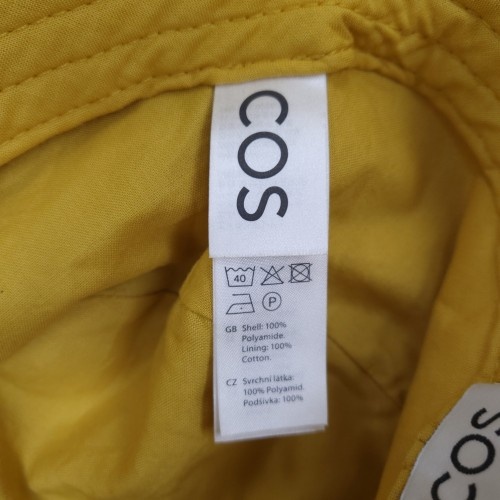 COS
40
P
GB Shell: 100%
Polyamide.
Lining: 100%
Cotton.
CZ Svrchní látka:
100% Polyamid.
Podšívka: 100%
COS